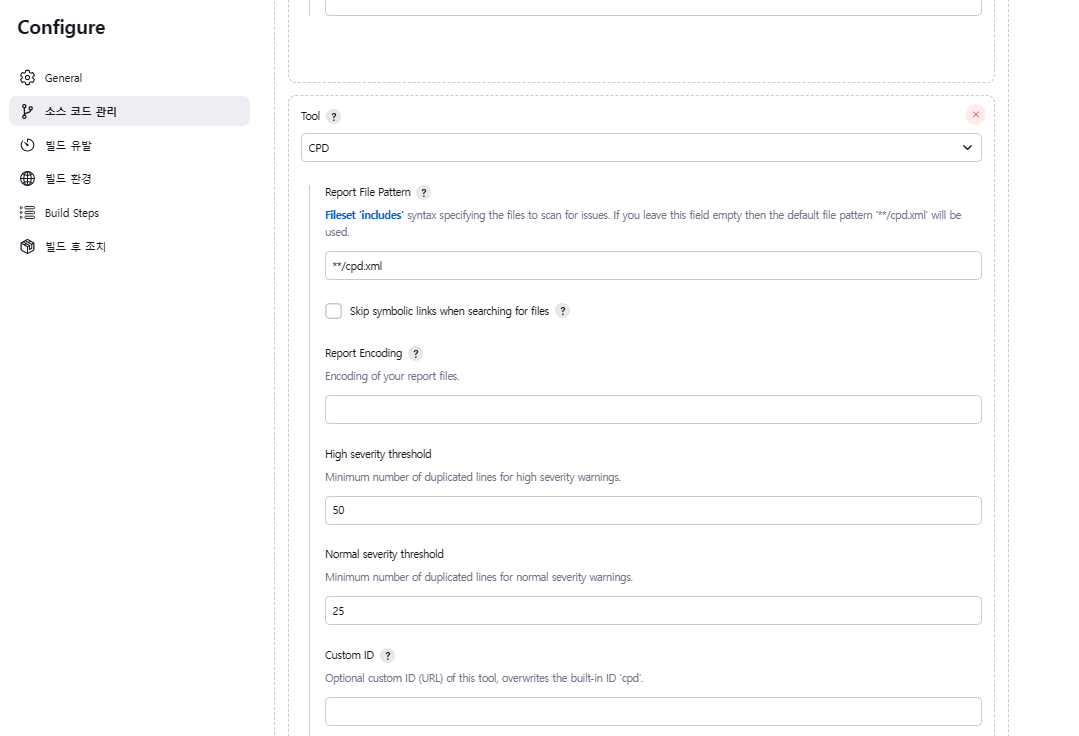 Configure
General
소스 코드 관리
빌드 유발
빌드 환경
Build Steps
빌드 후 조치
Tool ?
CPD
Report File Pattern ?
Fileset 'includes' syntax specifying the files to scan for issues. If you leave this field empty then the default file pattern '**/cpd.xml' will be
used.
**/cpd.xml
Skip symbolic links when searching for files ?
Report Encoding ?
Encoding of your report files.
High severity threshold
Minimum number of duplicated lines for high severity warnings.
50
Normal severity threshold
Minimum number of duplicated lines for normal severity warnings.
25
Custom ID ?
Optional custom ID (URL) of this tool, overwrites the built-in ID 'cpd'.